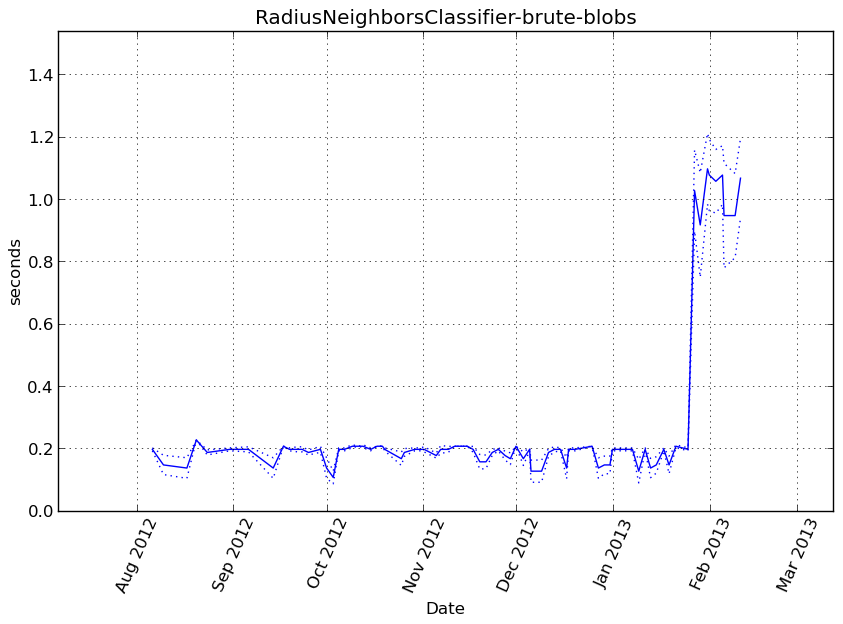 RadiusNeighborsClassifier-brute-blobs
1.4
1.2
1.0
0.8
0.6
0.4
0.2
0.0
seconds
Aug 2012
Sep 2012
Oct 2012
Nov 2012
Dec 2012
Jan 2013
Feb 2013
Mar 2013
Date